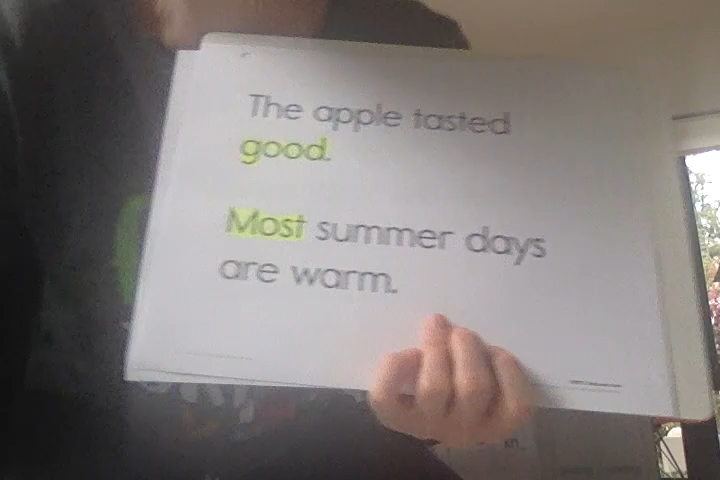 The apple tasted
good.
Most summer days
are warm.